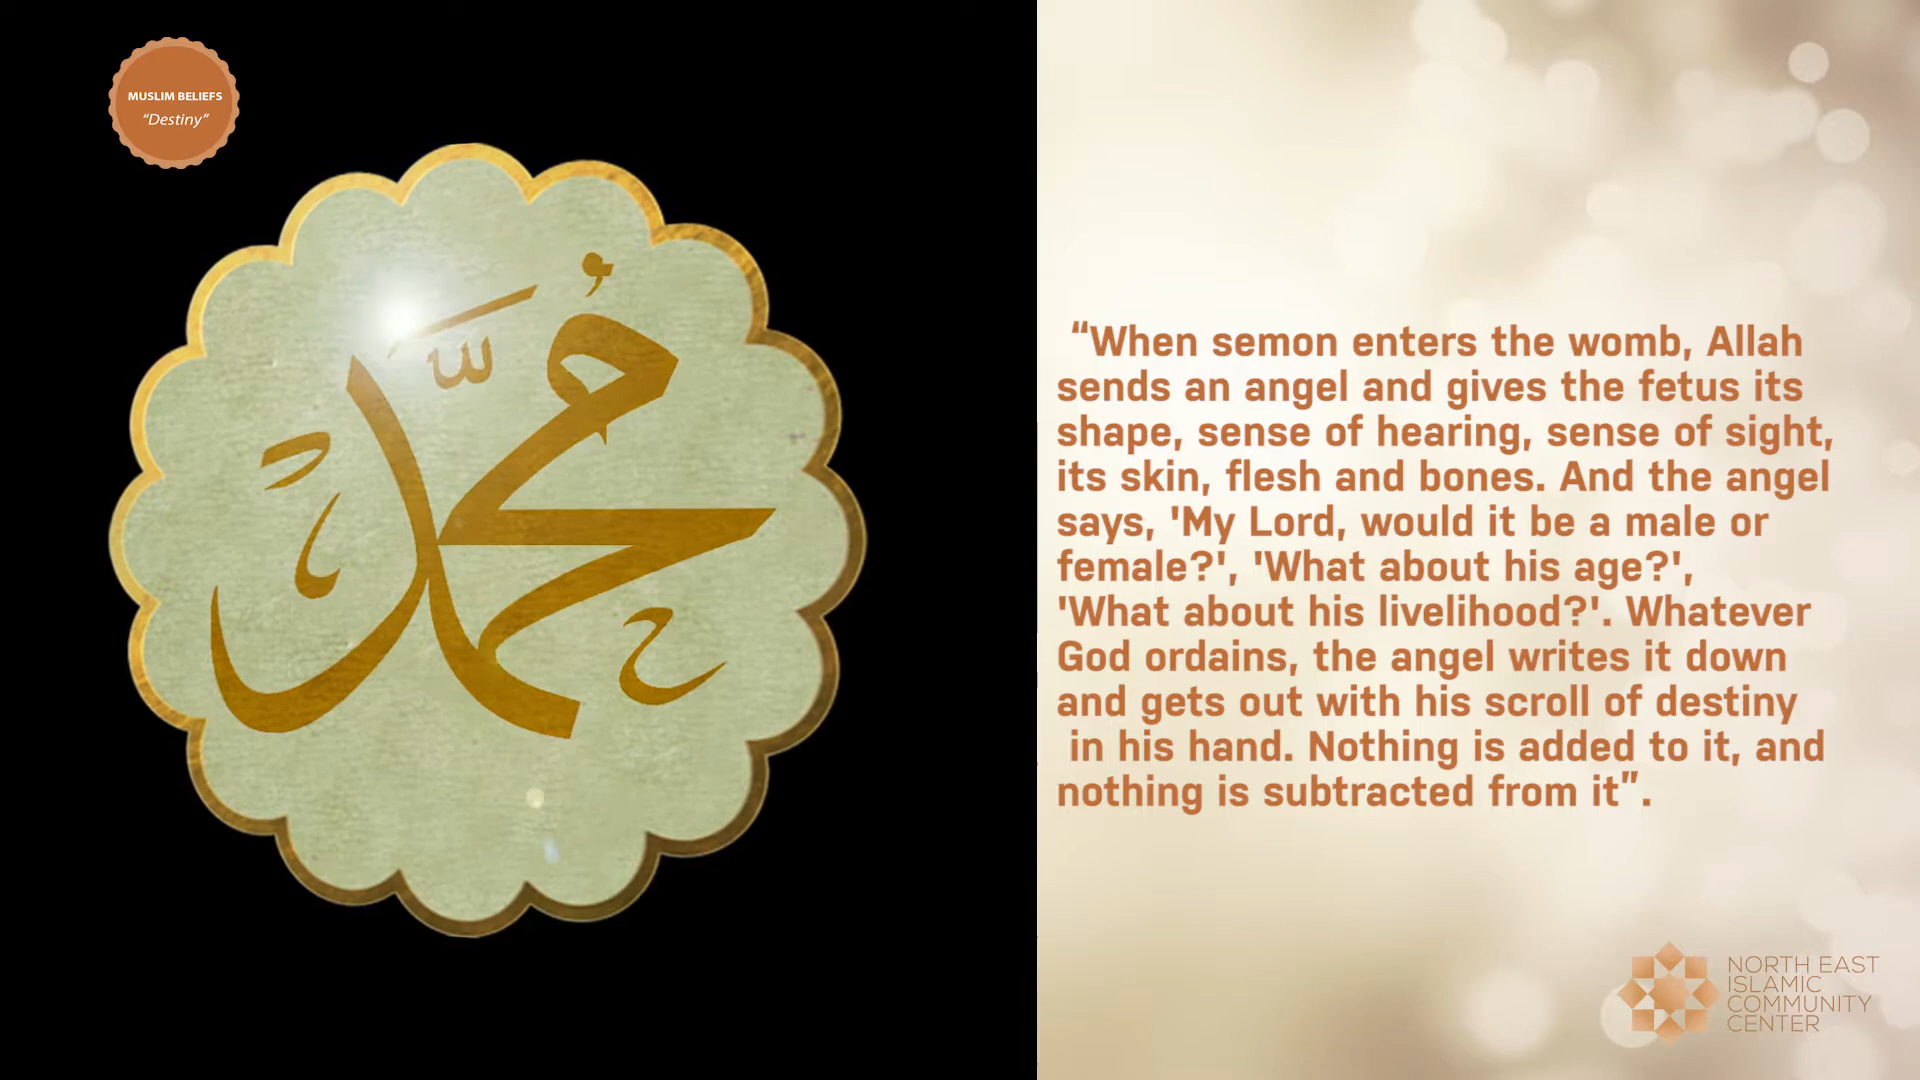 MUSLIM BELIEFS
“Destiny”
محمد
“When semon enters the womb, Allah
sends an angel and gives the fetus its
shape, sense of hearing, sense of sight,
its skin, flesh and bones. And the angel
says, 'My Lord, would it be a male or
female?', 'What about his age?',
'What about his livelihood?'. Whatever
God ordains, the angel writes it down
and gets out with his scroll of destiny
in his hand. Nothing is added to it, and
nothing is subtracted from it”.
NORTH EAST
ISLAMIC
COMMUNITY
CENTER